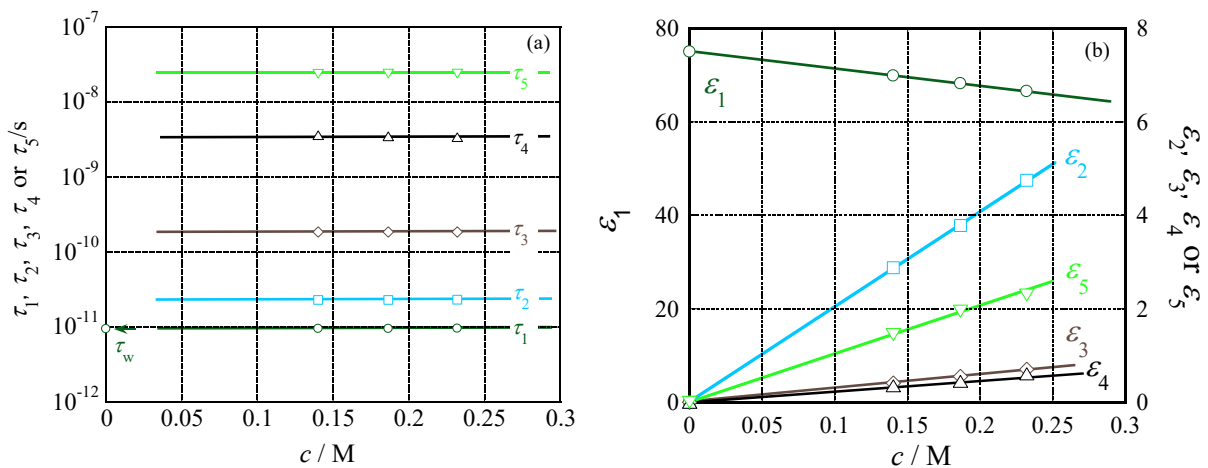 10⁻⁷
10⁻⁸
10⁻⁹
10⁻¹⁰
10⁻¹¹
10⁻¹²
τ₁, τ₂, τ₃, τ₄ or τ₅/s
(a)
τ₅
τ₄
τ₃
τ₂
τ₁
τw
0 0.05 0.1 0.15 0.2 0.25 0.3
c / M
80
60
40
20
0
ε₁
(b)
ε₁
ε₂
ε₅
ε₃
ε₄
8
6
4
2
0
ε₂, ε₃, ε₄ or ε₅
0 0.05 0.1 0.15 0.2 0.25 0.3
c / M